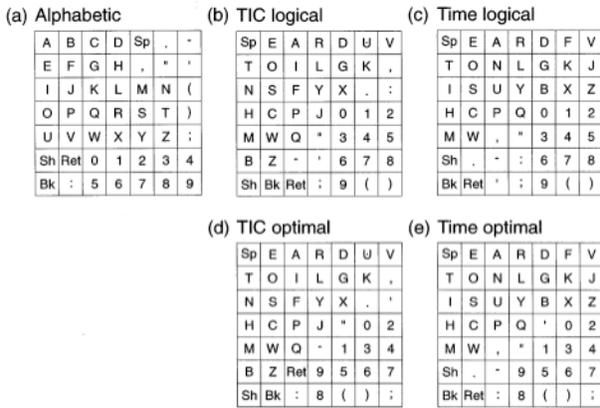 (a) Alphabetic
A B C D Sp . -
E F G H , " '
I J K L M N (
O P Q R S T )
U V W X Y Z ;
Sh Ret 0 1 2 3 4
Bk : 5 6 7 8 9
(b) TIC logical
Sp E A R D U V
T O I L G K ,
N S F Y X . :
H C P J 0 1 2
M W Q " 3 4 5
B Z - ' 6 7 8
Sh Bk Ret ; 9 ( )
(c) Time logical
Sp E A R D F V
T O N L G K J
I S U Y B X Z
H C P Q 0 1 2
M W , " 3 4 5
Sh . - : 6 7 8
Bk Ret ' ; 9 ( )
(d) TIC optimal
Sp E A R D U V
T O I L G K ,
N S F Y X . '
H C P J " 0 2
M W Q - 1 3 4
B Z Ret 9 5 6 7
Sh Bk : 8 ( ) ;
(e) Time optimal
Sp E A R D F V
T O N L G K J
I S U Y B X Z
H C P Q ' 0 2
M W , " 1 3 4
Sh . - 9 5 6 7
Bk Ret : 8 ( ) ;